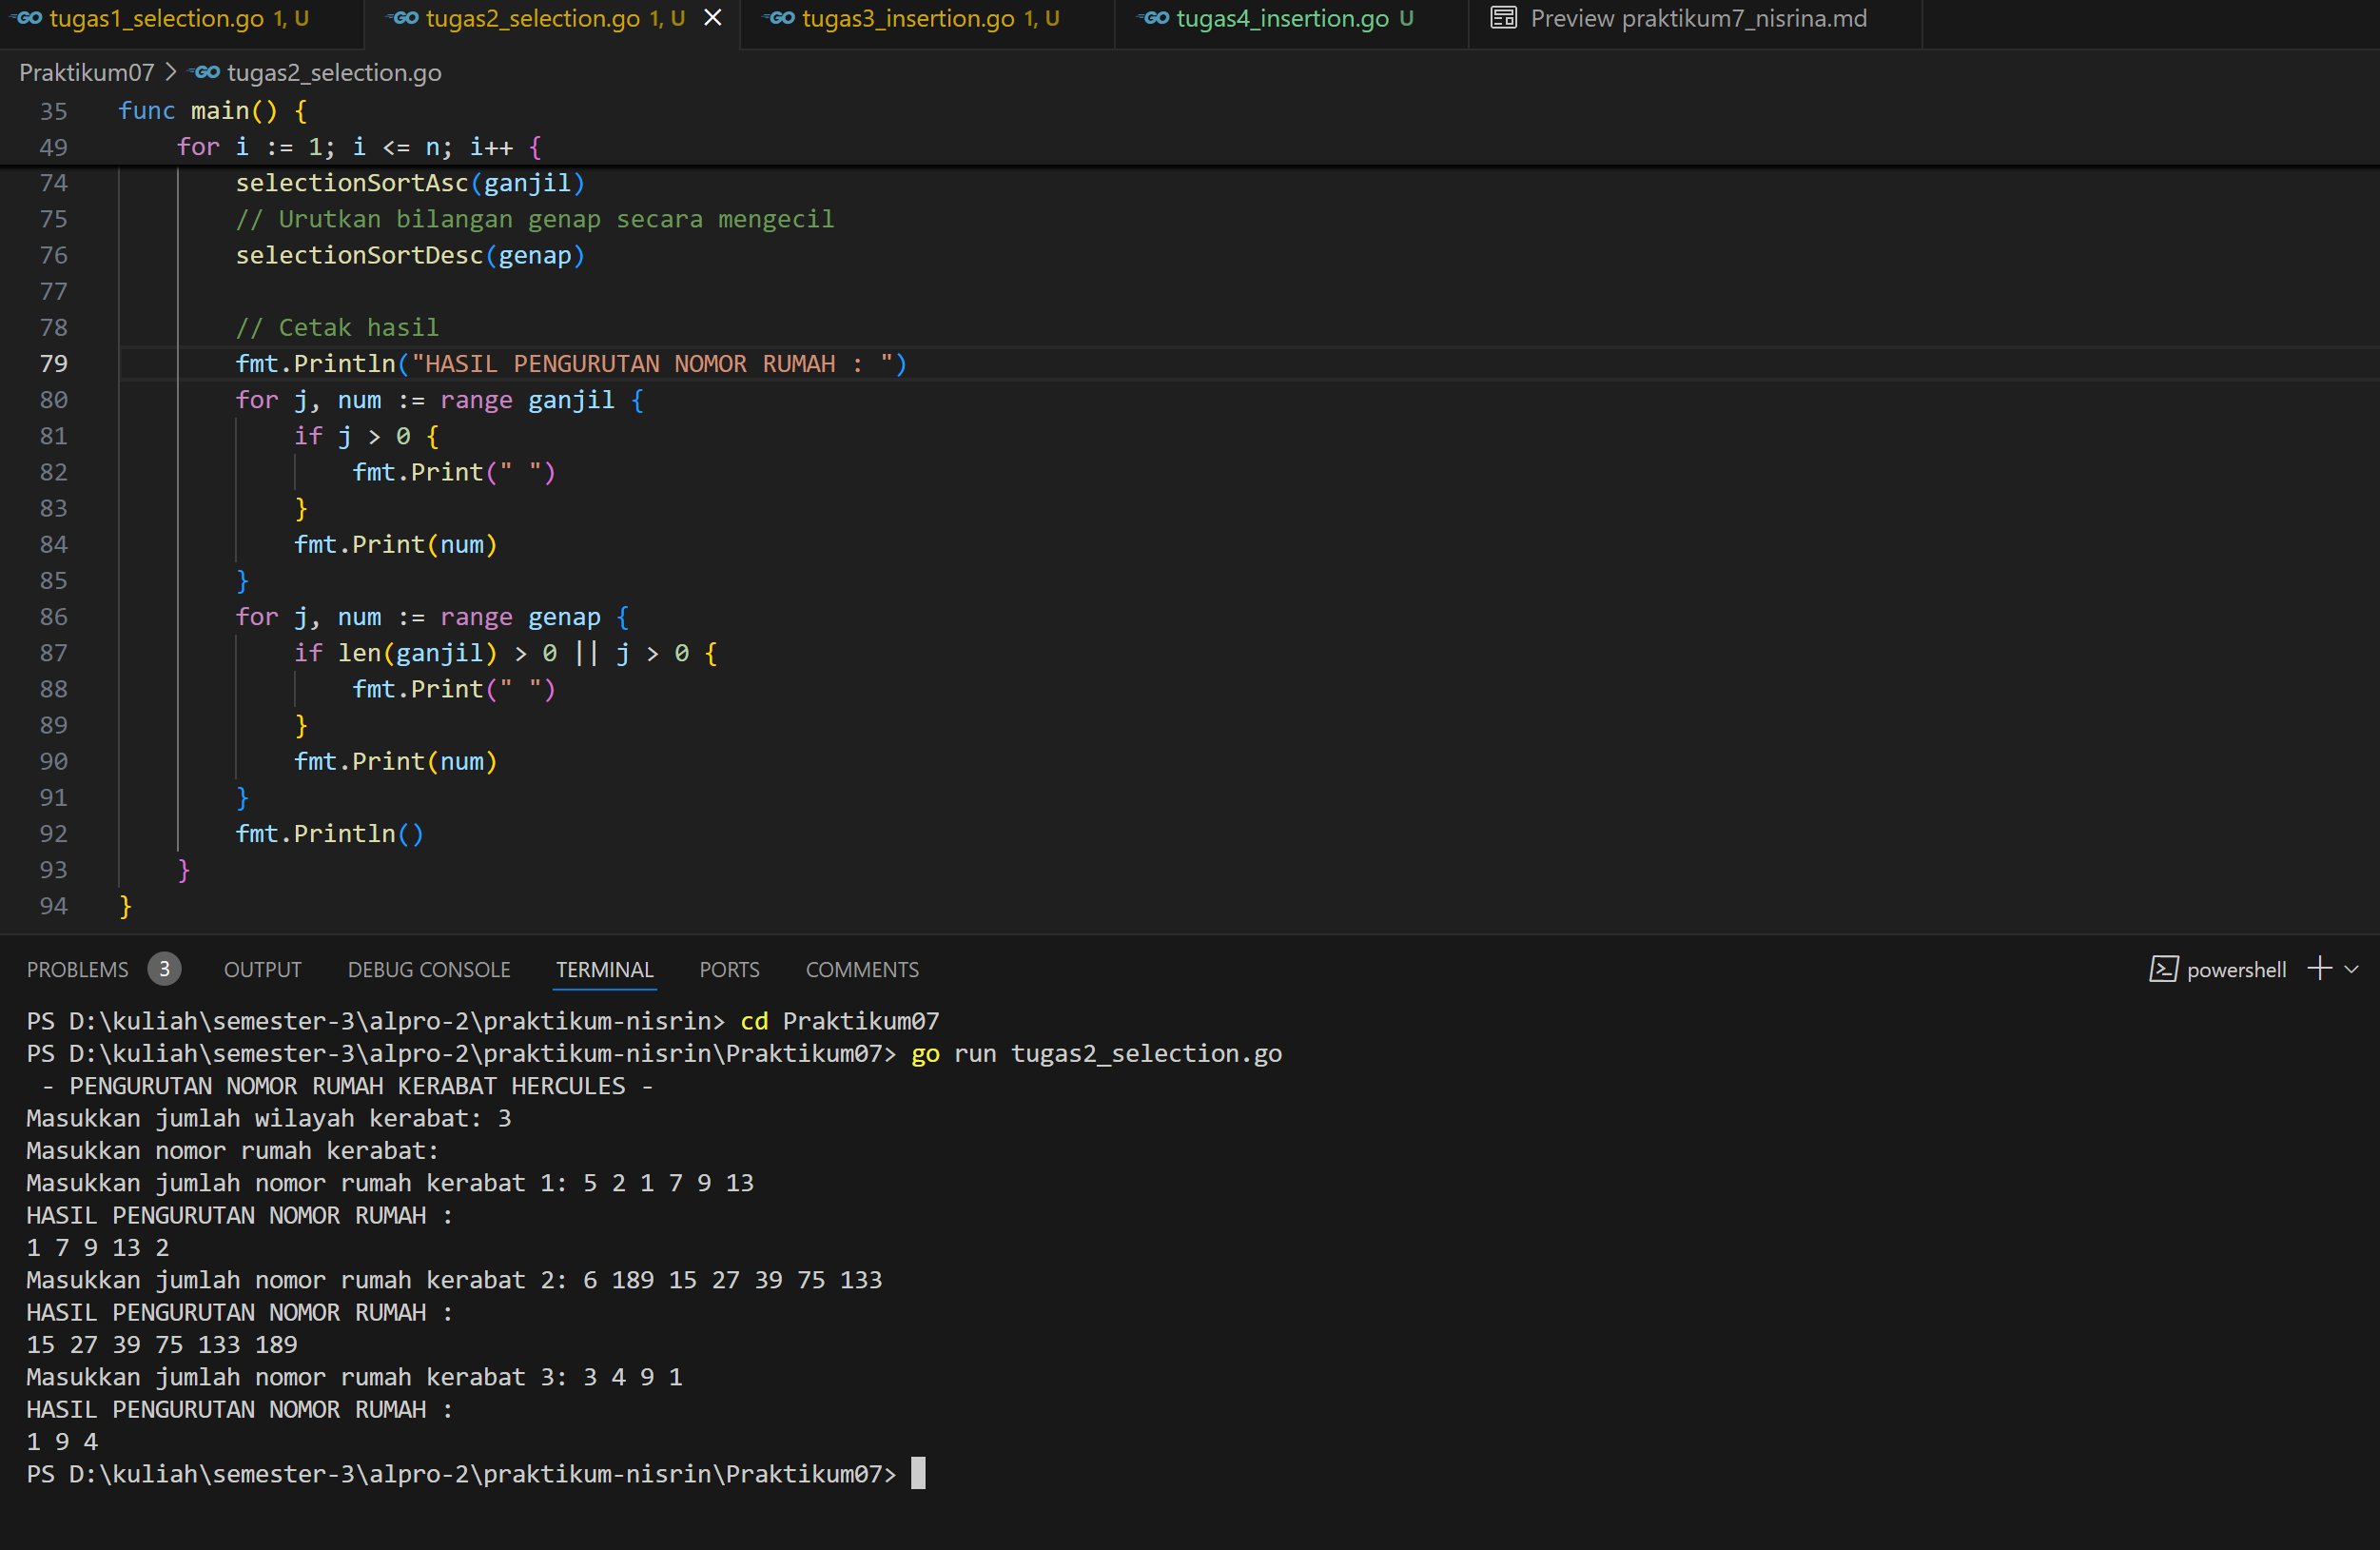 GO tugas1_selection.go 1, U GO tugas2_selection.go 1, U GO tugas3_insertion.go 1, U GO tugas4_insertion.go U Preview praktikum7_nisrina.md
Praktikum07 > GO tugas2_selection.go
35 func main() {
49 for i := 1; i <= n; i++ {
74 selectionSortAsc(ganjil)
75 // Urutkan bilangan genap secara mengecil
76 selectionSortDesc(genap)
77
78 // Cetak hasil
79 fmt.Println("HASIL PENGURUTAN NOMOR RUMAH : ")
80 for j, num := range ganjil {
81 if j > 0 {
82 fmt.Print(" ")
83 }
84 fmt.Print(num)
85 }
86 for j, num := range genap {
87 if len(ganjil) > 0 || j > 0 {
88 fmt.Print(" ")
89 }
90 fmt.Print(num)
91 }
92 fmt.Println()
93 }
94 }
PROBLEMS 3 OUTPUT DEBUG CONSOLE TERMINAL PORTS COMMENTS powershell
PS D:\kuliah\semester-3\alpro-2\praktikum-nisrin> cd Praktikum07
PS D:\kuliah\semester-3\alpro-2\praktikum-nisrin\Praktikum07> go run tugas2_selection.go
- PENGURUTAN NOMOR RUMAH KERABAT HERCULES -
Masukkan jumlah wilayah kerabat: 3
Masukkan nomor rumah kerabat:
Masukkan jumlah nomor rumah kerabat 1: 5 2 1 7 9 13
HASIL PENGURUTAN NOMOR RUMAH :
1 7 9 13 2
Masukkan jumlah nomor rumah kerabat 2: 6 189 15 27 39 75 133
HASIL PENGURUTAN NOMOR RUMAH :
15 27 39 75 133 189
Masukkan jumlah nomor rumah kerabat 3: 3 4 9 1
HASIL PENGURUTAN NOMOR RUMAH :
1 9 4
PS D:\kuliah\semester-3\alpro-2\praktikum-nisrin\Praktikum07>